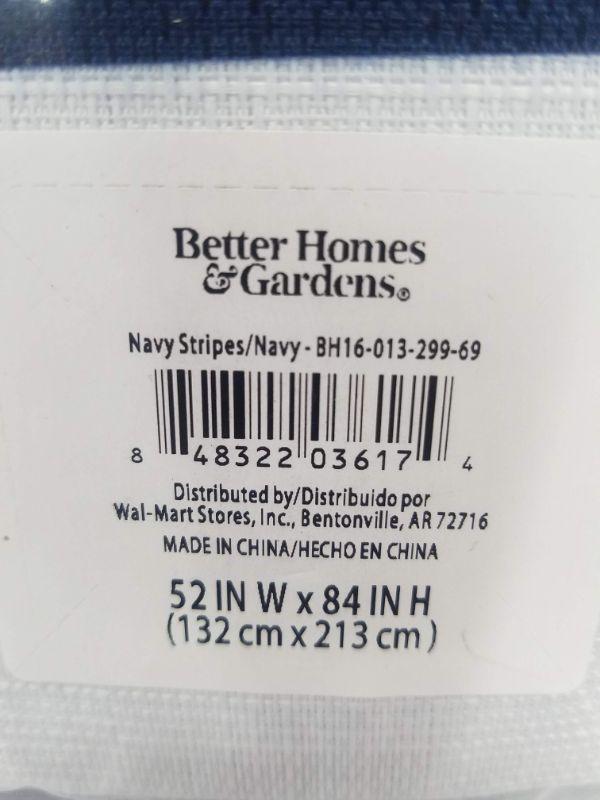 Better Homes
& Gardens®
Navy Stripes/Navy - BH16-013-299-69
8 48322 03617 4
Distributed by/Distribuido por
Wal-Mart Stores, Inc., Bentonville, AR 72716
MADE IN CHINA/HECHO EN CHINA
52 IN W x 84 IN H
(132 cm x 213 cm)